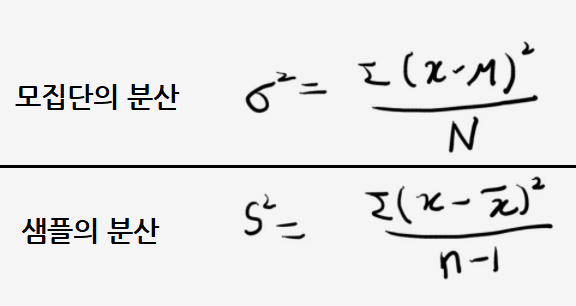 모집단의 분산 σ² = Σ(x-μ)² / N
샘플의 분산 S² = Σ(x-x̄)² / n-1